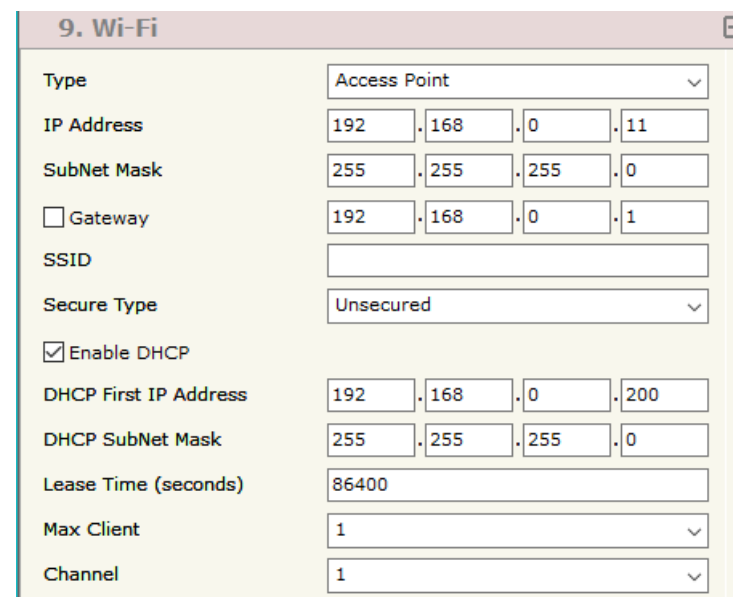 9. Wi-Fi
Type Access Point
IP Address 192 . 168 . 0 . 11
SubNet Mask 255 . 255 . 255 . 0
Gateway 192 . 168 . 0 . 1
SSID
Secure Type Unsecured
Enable DHCP
DHCP First IP Address 192 . 168 . 0 . 200
DHCP SubNet Mask 255 . 255 . 255 . 0
Lease Time (seconds) 86400
Max Client 1
Channel 1